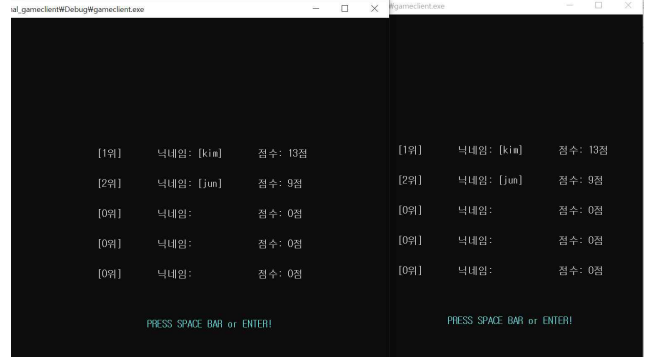 al_gameclient₩Debug₩gameclient.exe
[1위] 닉네임: [kim] 점수: 13점
[2위] 닉네임: [jun] 점수: 9점
[0위] 닉네임: 점수: 0점
[0위] 닉네임: 점수: 0점
[0위] 닉네임: 점수: 0점
PRESS SPACE BAR or ENTER!
₩gameclient.exe
[1위] 닉네임: [kim] 점수: 13점
[2위] 닉네임: [jun] 점수: 9점
[0위] 닉네임: 점수: 0점
[0위] 닉네임: 점수: 0점
[0위] 닉네임: 점수: 0점
PRESS SPACE BAR or ENTER!